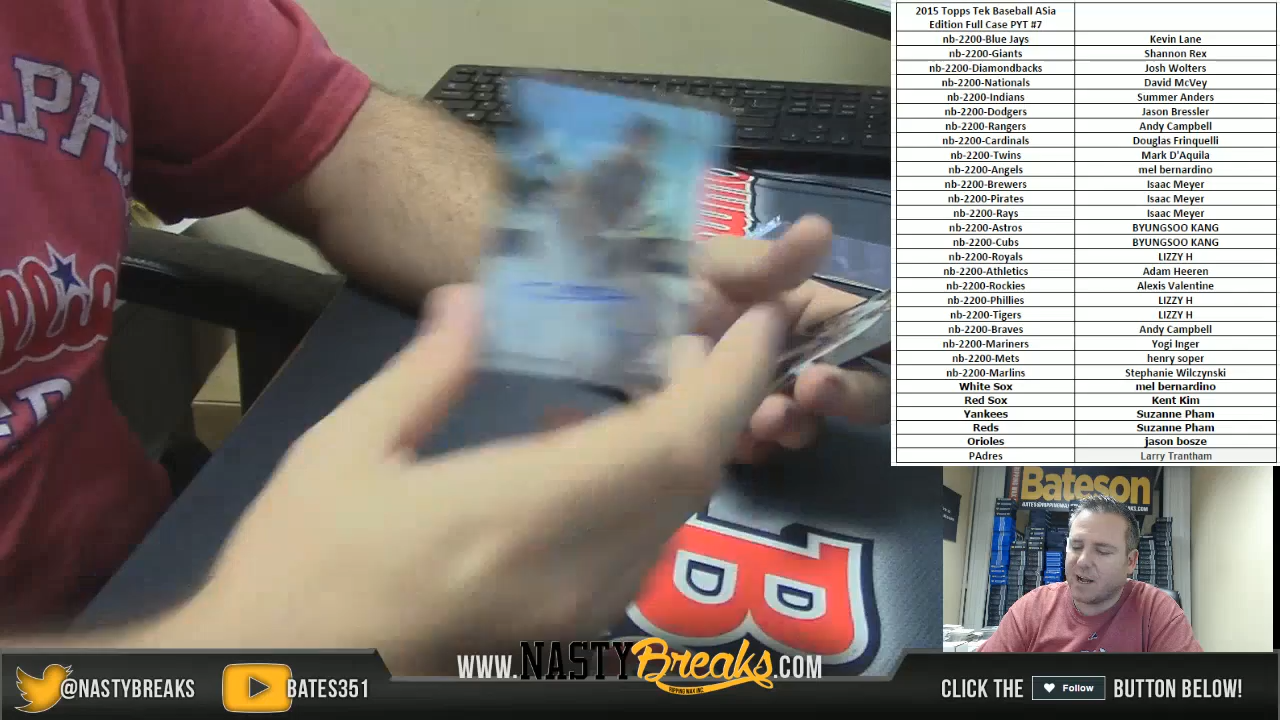 2015 Topps Tek Baseball ASia
Edition Full Case PYT #7
nb-2200-Blue Jays Kevin Lane
nb-2200-Giants Shannon Rex
nb-2200-Diamondbacks Josh Wolters
nb-2200-Nationals David McVey
nb-2200-Indians Summer Anders
nb-2200-Dodgers Jason Bressler
nb-2200-Rangers Andy Campbell
nb-2200-Cardinals Douglas Frinquelli
nb-2200-Twins Mark D'Aquila
nb-2200-Angels mel bernardino
nb-2200-Brewers Isaac Meyer
nb-2200-Pirates Isaac Meyer
nb-2200-Rays Isaac Meyer
nb-2200-Astros BYUNGSOO KANG
nb-2200-Cubs BYUNGSOO KANG
nb-2200-Royals LIZZY H
nb-2200-Athletics Adam Heeren
nb-2200-Rockies Alexis Valentine
nb-2200-Phillies LIZZY H
nb-2200-Tigers LIZZY H
nb-2200-Braves Andy Campbell
nb-2200-Mariners Yogi Inger
nb-2200-Mets henry soper
nb-2200-Marlins Stephanie Wilczynski
White Sox mel bernardino
Red Sox Kent Kim
Yankees Suzanne Pham
Reds Suzanne Pham
Orioles jason bosze
PAdres Larry Trantham
Bateson
B
WWW.NASTYBreaks.COM
RIPPING WAX INC.
@NASTYBREAKS
BATES351
CLICK THE Follow BUTTON BELOW!